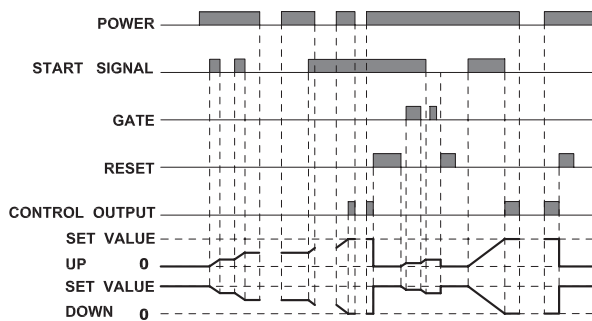 POWER
START SIGNAL
GATE
RESET
CONTROL OUTPUT
SET VALUE
UP 0
SET VALUE
DOWN 0